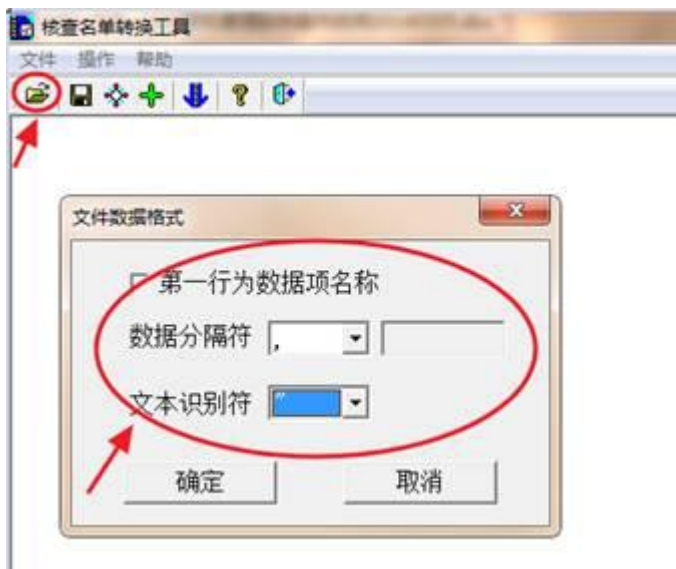 核查名单转换工具
文件 操作 帮助
文件数据格式
第一行为数据项名称
数据分隔符 ,
文本识别符 "
确定 取消